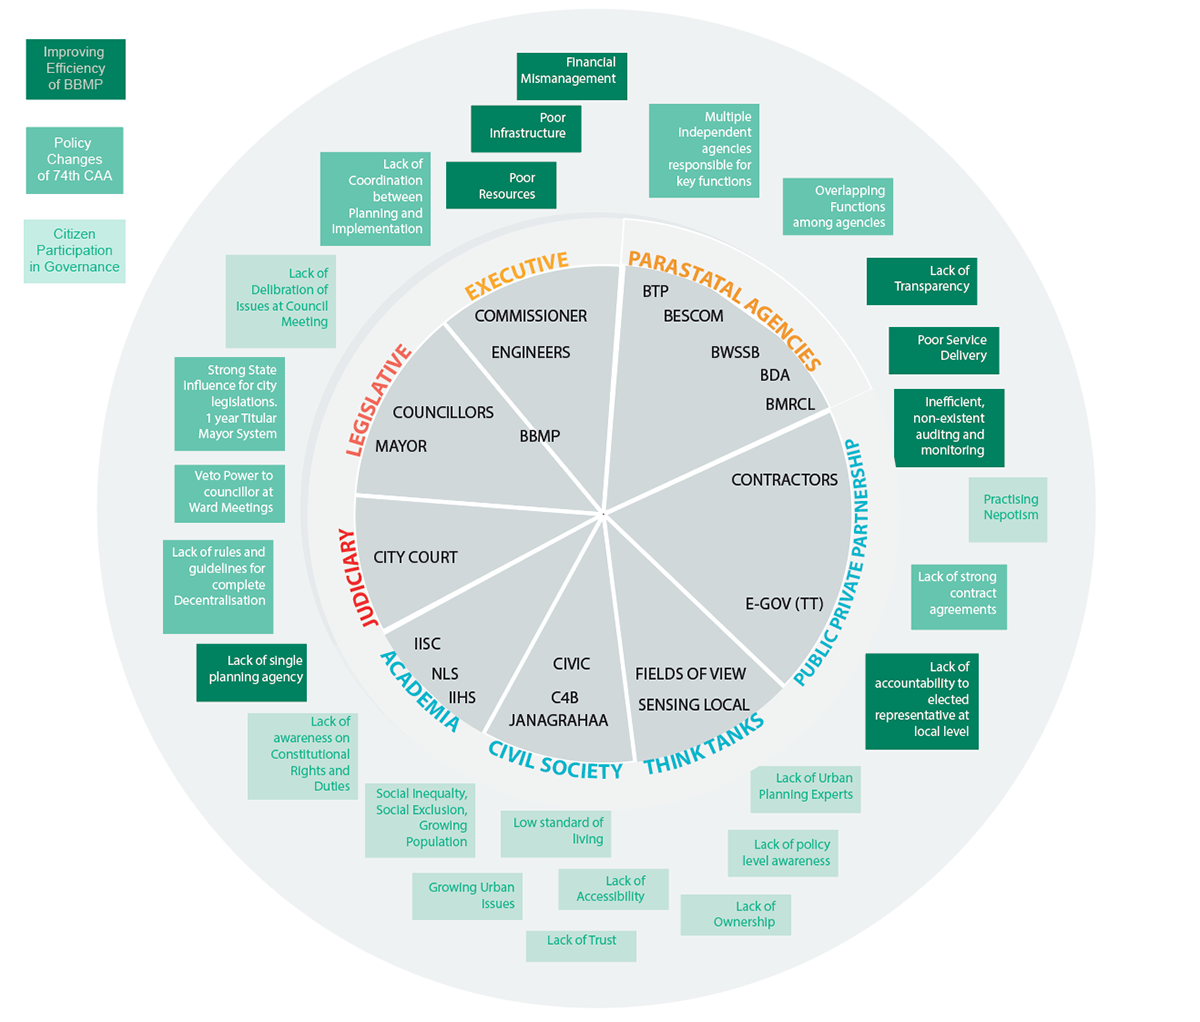 Improving
Efficiency
of BBMP
Policy
Changes
of 74th CAA
Citizen
Participation
in Governance
Financial
Mismanagement
Poor
Infrastructure
Poor
Resources
Lack of
Coordination
between
Planning and
Implementation
Multiple
Independent
agencies
responsible for
key functions
Overlapping
Functions
among agencies
Lack of
Delibration of
Issues at Council
Meeting
Lack of
Transparency
Strong State
Influence for city
legislations.
1 year Titular
Mayor System
Poor Service
Delivery
Inefficient,
non-existent
auditng and
monitoring
Veto Power to
councillor at
Ward Meetings
Practising
Nepotism
Lack of rules and
guidelines for
complete
Decentralisation
Lack of strong
contract
agreements
Lack of single
planning agency
Lack of
accountability to
elected
representative at
local level
Lack of
awareness on
Constitutional
Rights and
Duties
Social Inequalty,
Social Exclusion,
Growing
Population
Low standard of
living
Lack of Urban
Planning Experts
Lack of policy
level awareness
Growing Urban
Issues
Lack of
Accessibility
Lack of
Ownership
Lack of Trust
EXECUTIVE
COMMISSIONER
ENGINEERS
BBMP
PARASTATAL AGENCIES
BTP
BESCOM
BWSSB
BDA
BMRCL
LEGISLATIVE
COUNCILLORS
MAYOR
PUBLIC PRIVATE PARTNERSHIP
CONTRACTORS
E-GOV (TT)
JUDICIARY
CITY COURT
ACADEMIA
IISC
NLS
IIHS
CIVIL SOCIETY
CIVIC
C4B
JANAGRAHAA
THINK TANKS
FIELDS OF VIEW
SENSING LOCAL